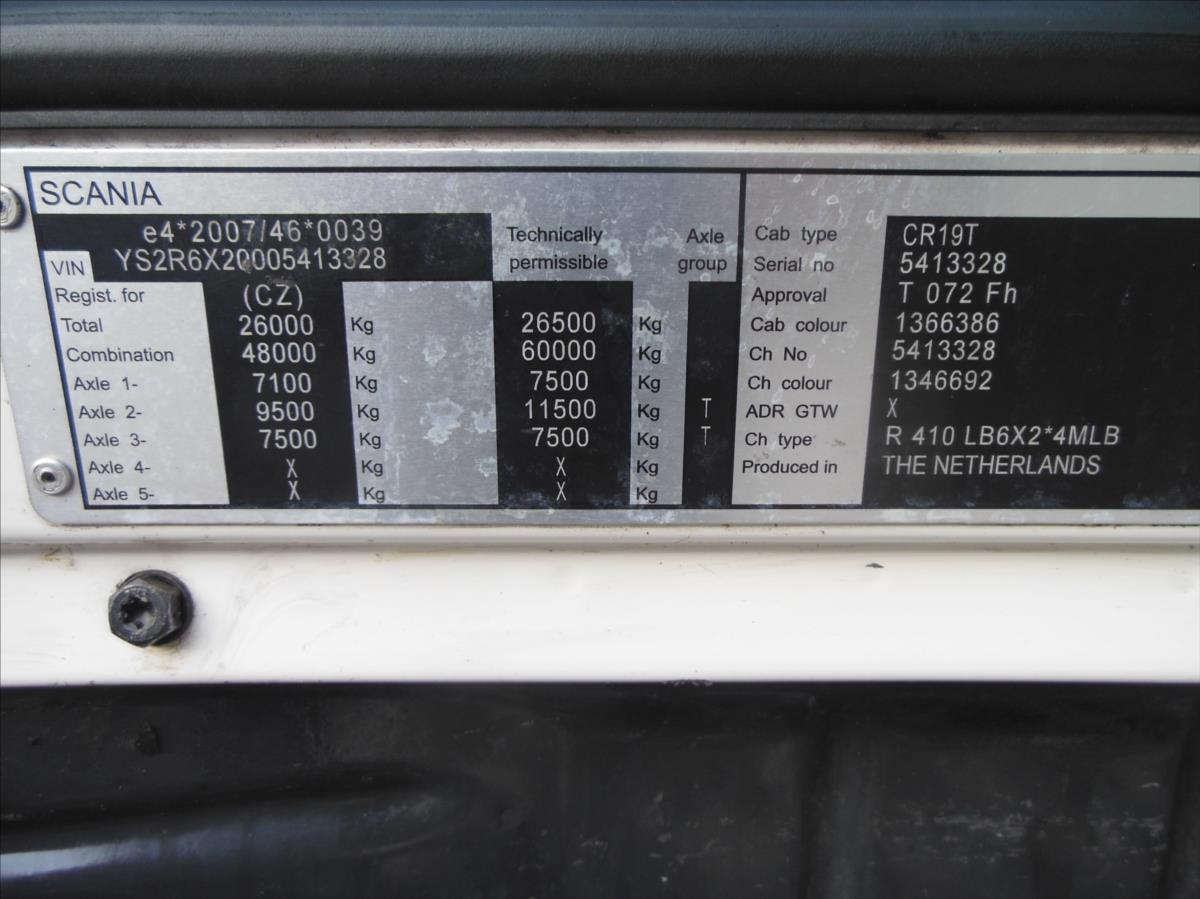 SCANIA
e4*2007/46*0039
VIN YS2R6X20005413328
Technically permissible
Axle group
Regist. for (CZ)
Total 26000 Kg 26500 Kg
Combination 48000 Kg 60000 Kg
Axle 1- 7100 Kg 7500 Kg
Axle 2- 9500 Kg 11500 Kg T
Axle 3- 7500 Kg 7500 Kg T
Axle 4- X Kg X Kg
Axle 5- X Kg X Kg
Cab type CR19T
Serial no 5413328
Approval T 072 Fh
Cab colour 1366386
Ch No 5413328
Ch colour 1346692
ADR GTW X
Ch type R 410 LB6X2*4MLB
Produced in THE NETHERLANDS